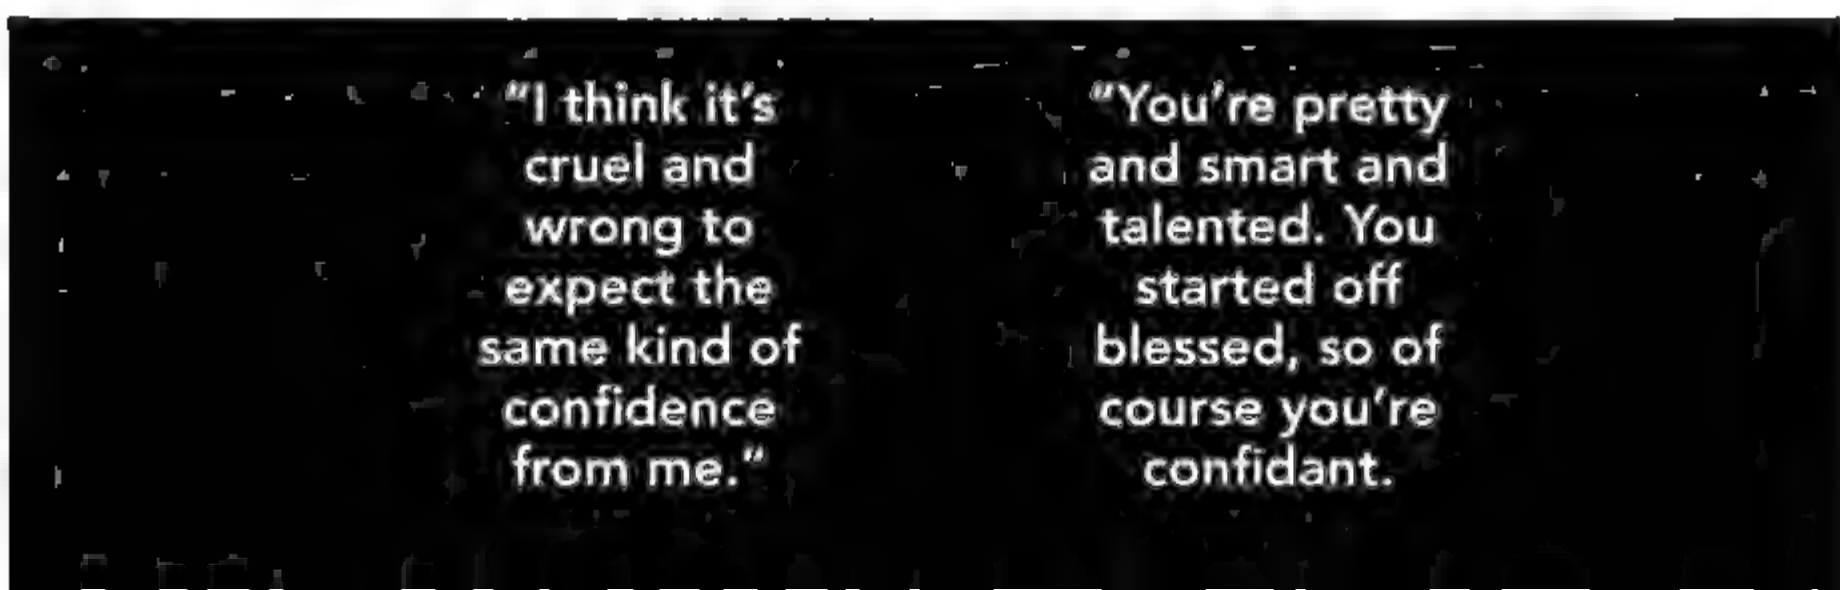 “You’re pretty
and smart and
talented. You
started off
blessed, so of
course you’re
confidant.
“I think it’s
cruel and
wrong to
expect the
same kind of
confidence
from me.”